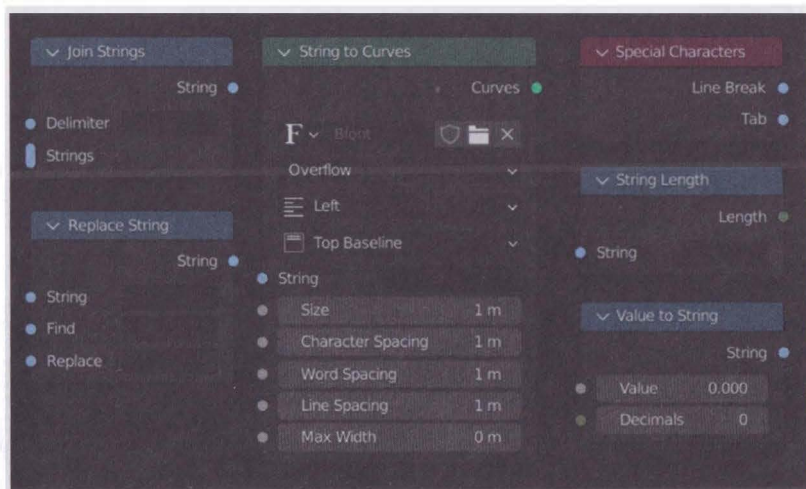 Join Strings
String
Delimiter
Strings
Replace String
String
String
Find
Replace
String to Curves
Curves
F
Overflow
Left
Top Baseline
String
Size 1 m
Character Spacing 1 m
Word Spacing 1 m
Line Spacing 1 m
Max Width 0 m
Special Characters
Line Break
Tab
String Length
Length
String
Value to String
String
Value 0.000
Decimals 0